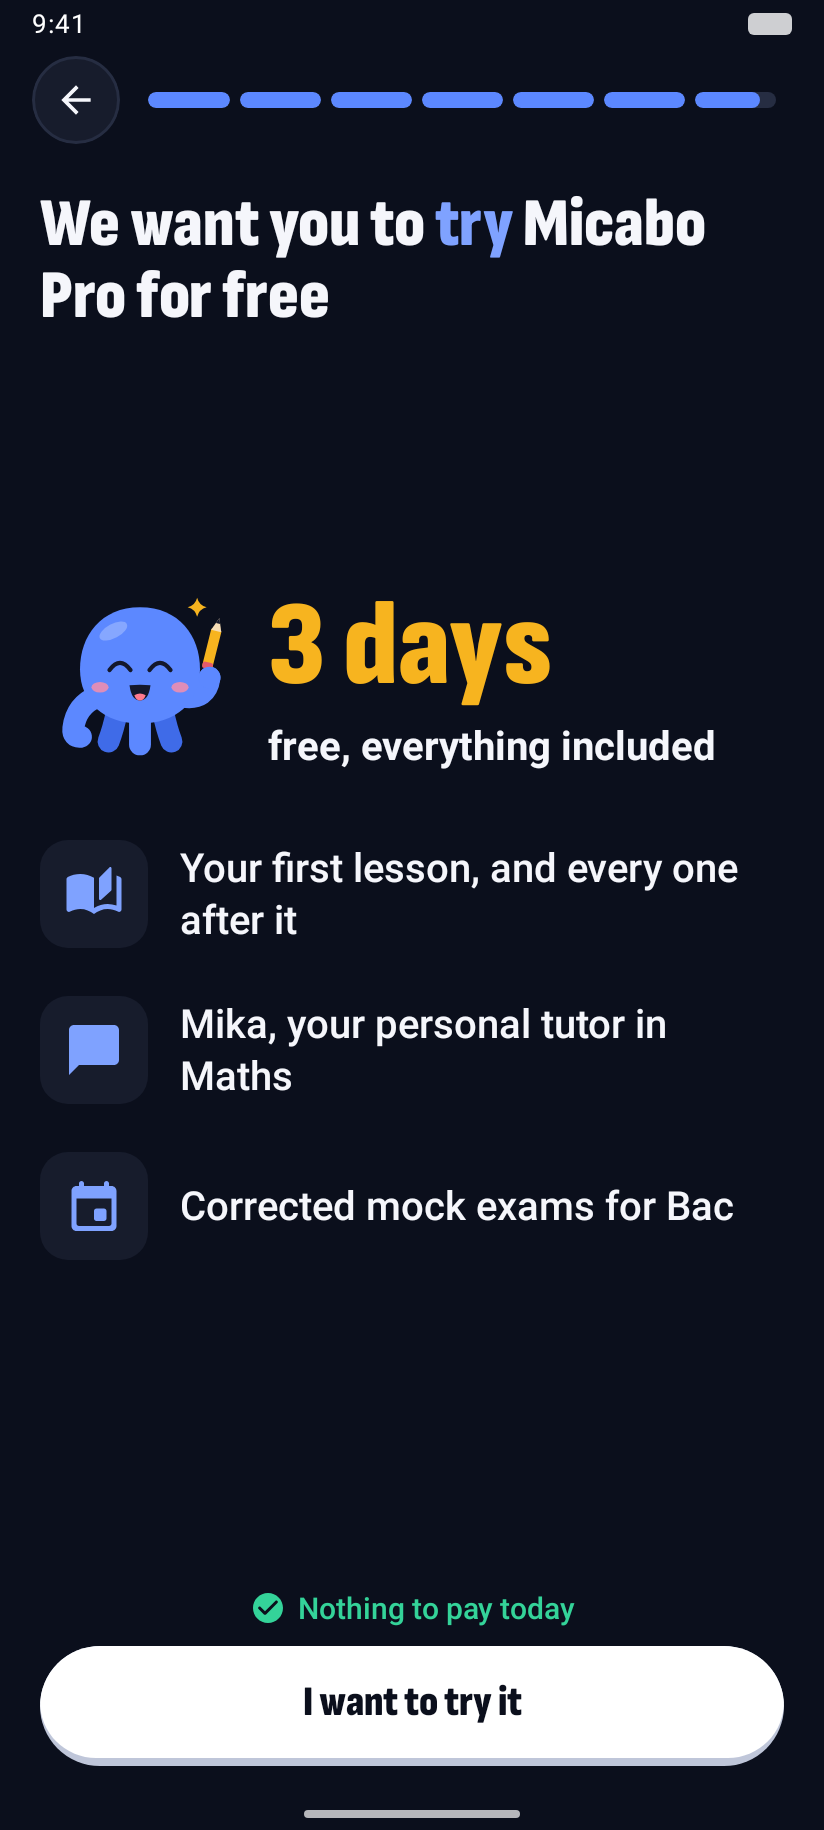 9:41
We want you to try Micabo
Pro for free
3 days
free, everything included
Your first lesson, and every one
after it
Mika, your personal tutor in
Maths
Corrected mock exams for Bac
Nothing to pay today
I want to try it